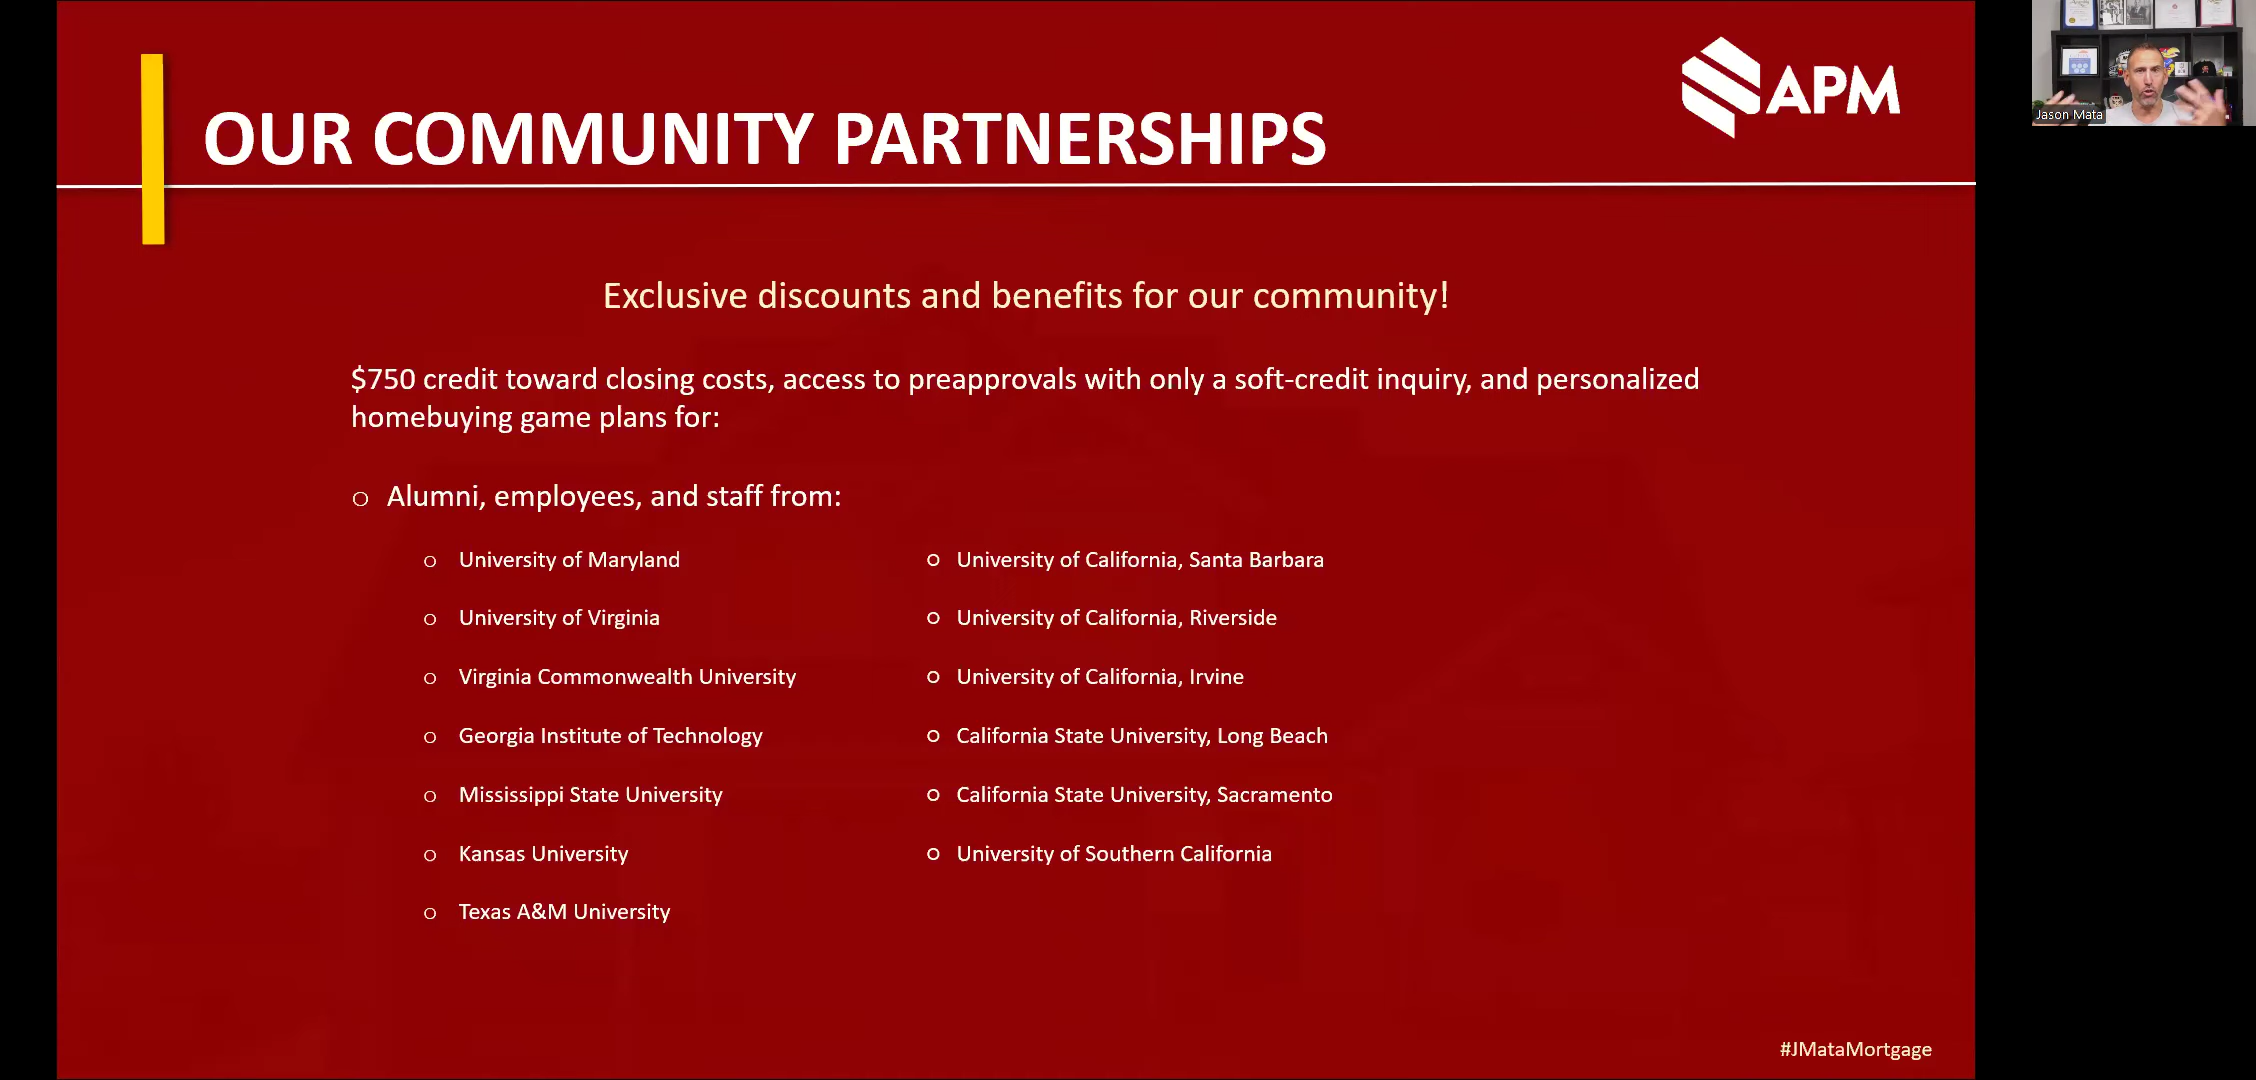 OUR COMMUNITY PARTNERSHIPS
APM
Jason Mata
Exclusive discounts and benefits for our community!
$750 credit toward closing costs, access to preapprovals with only a soft-credit inquiry, and personalized
homebuying game plans for:
Alumni, employees, and staff from:
University of Maryland
University of Virginia
Virginia Commonwealth University
Georgia Institute of Technology
Mississippi State University
Kansas University
Texas A&M University
University of California, Santa Barbara
University of California, Riverside
University of California, Irvine
California State University, Long Beach
California State University, Sacramento
University of Southern California
#JMataMortgage